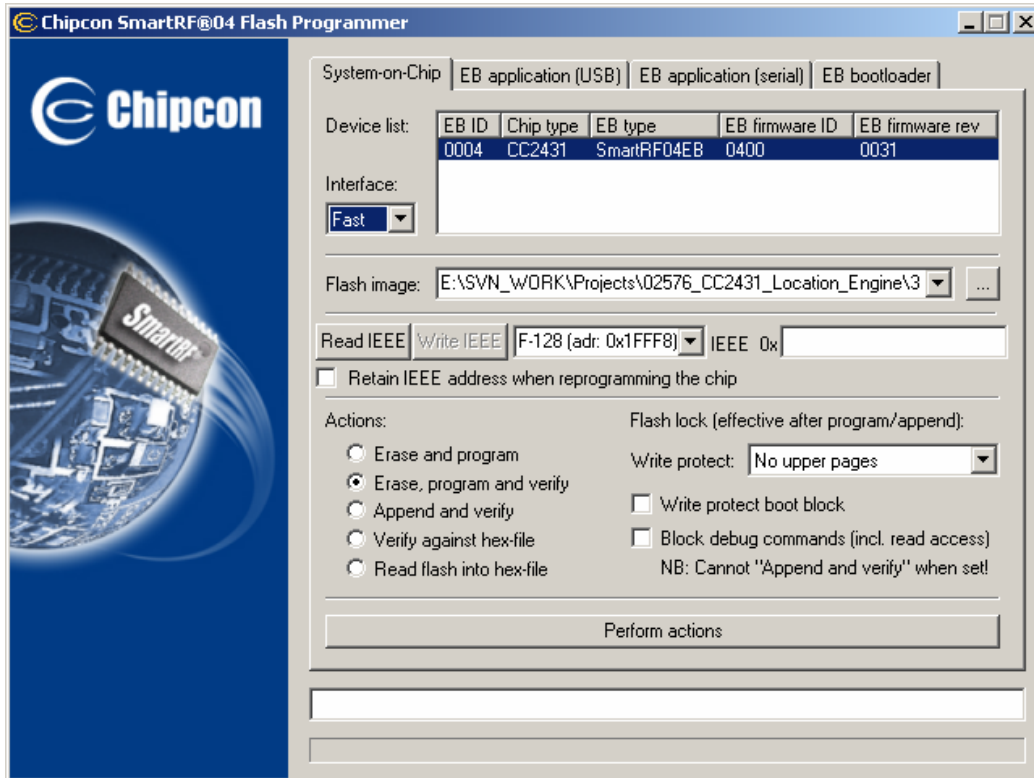 Chipcon SmartRF®04 Flash Programmer
Chipcon
SmartRF
System-on-Chip EB application (USB) EB application (serial) EB bootloader
Device list:
EB ID Chip type EB type EB firmware ID EB firmware rev
0004 CC2431 SmartRF04EB 0400 0031
Interface:
Fast
Flash image: E:\SVN_WORK\Projects\02576_CC2431_Location_Engine\3 ...
Read IEEE Write IEEE F-128 (adr: 0x1FFF8) IEEE 0x
Retain IEEE address when reprogramming the chip
Actions:
Erase and program
Erase, program and verify
Append and verify
Verify against hex-file
Read flash into hex-file
Flash lock (effective after program/append):
Write protect: No upper pages
Write protect boot block
Block debug commands (incl. read access)
NB: Cannot "Append and verify" when set!
Perform actions